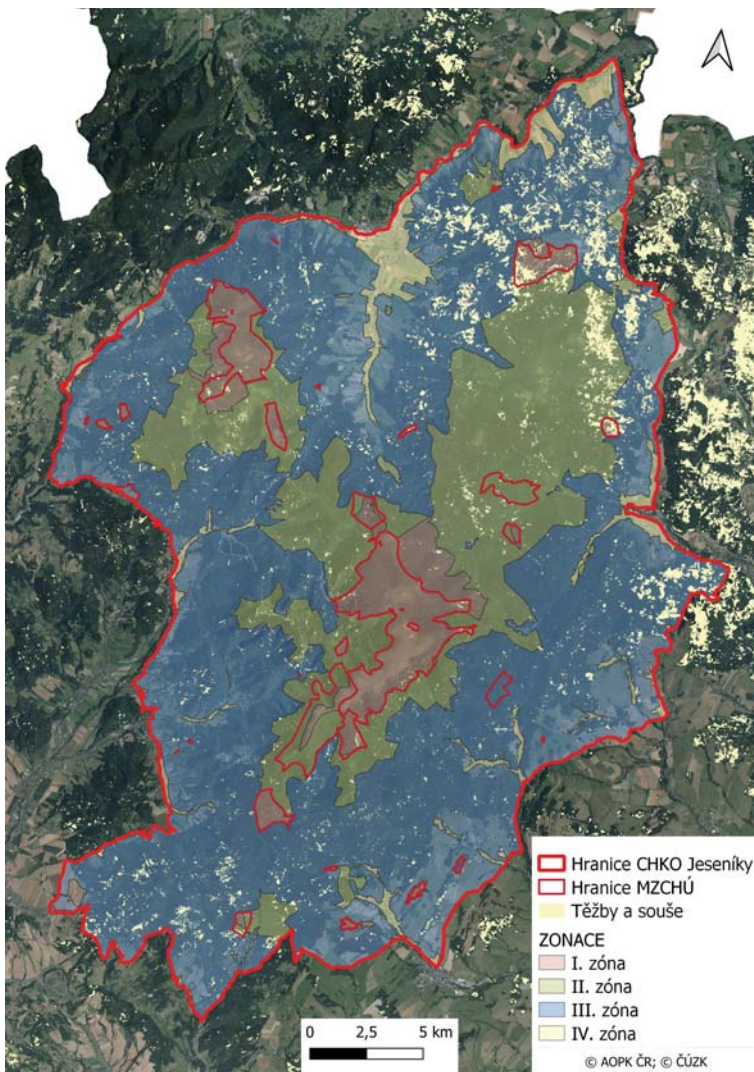 Hranice CHKO Jeseníky
Hranice MZCHÚ
Těžby a souše
ZONACE
I. zóna
II. zóna
III. zóna
IV. zóna
0 2,5 5 km
© AOPK ČR; © ČÚZK